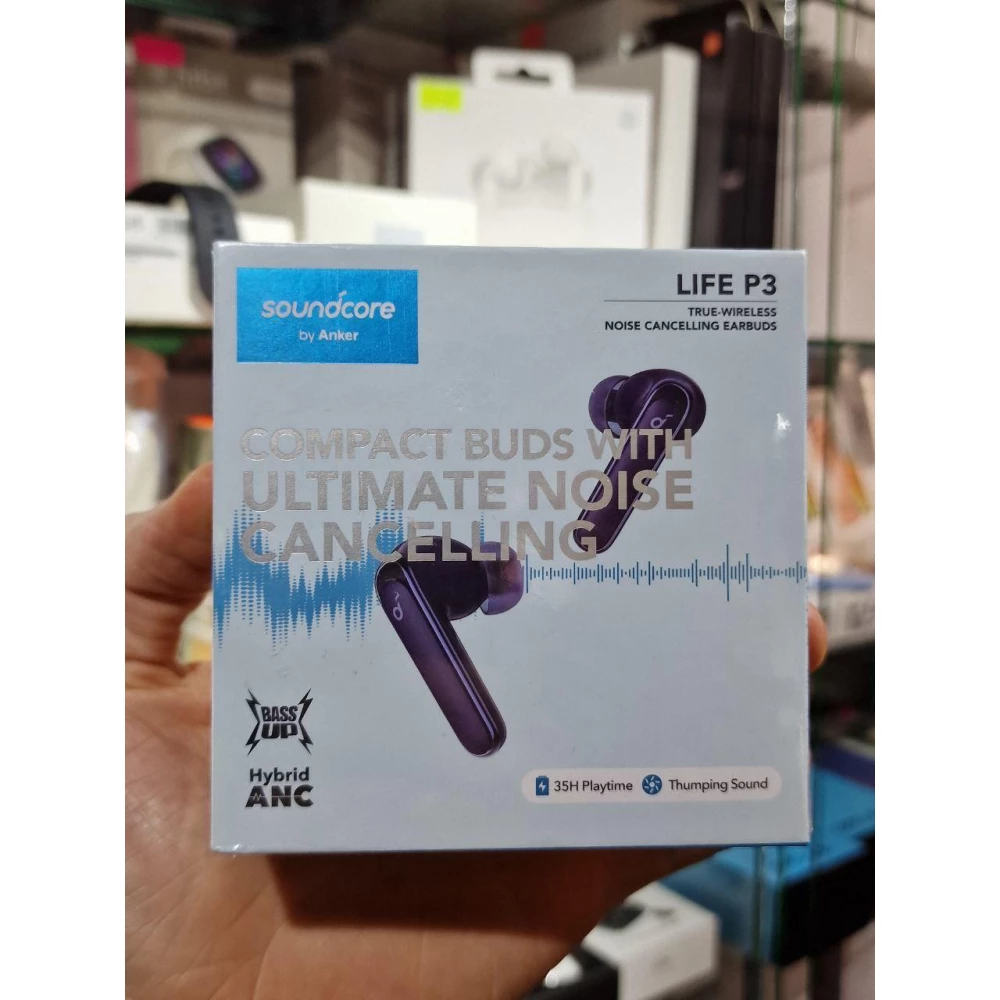 soundcore
by Anker
LIFE P3
TRUE-WIRELESS
NOISE CANCELLING EARBUDS
COMPACT BUDS WITH
ULTIMATE NOISE
CANCELLING
BASS
UP
Hybrid
ANC
35H Playtime
Thumping Sound